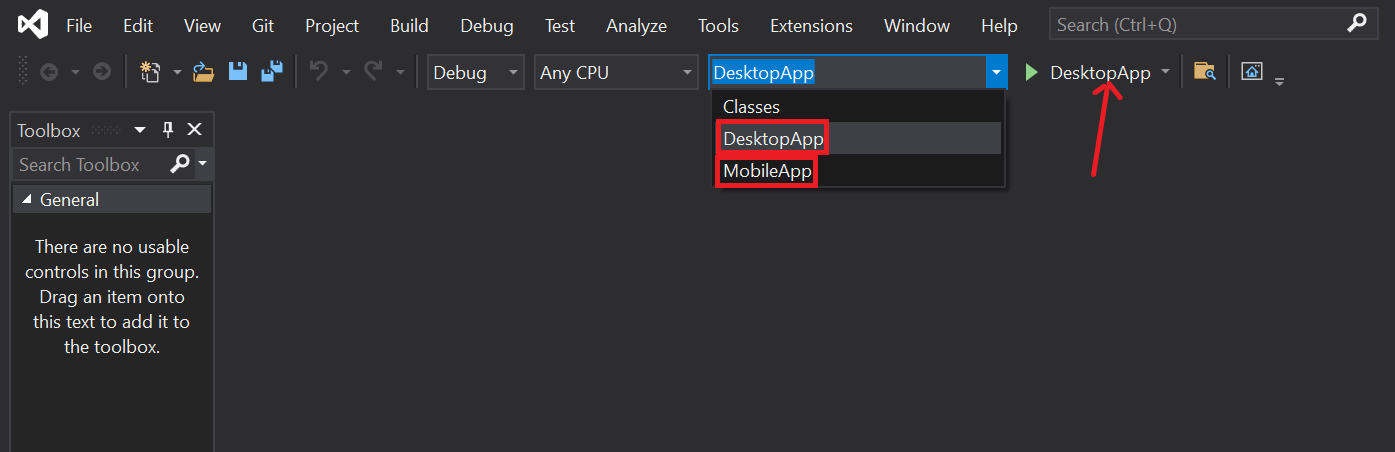 File Edit View Git Project Build Debug Test Analyze Tools Extensions Window Help Search (Ctrl+Q)
Debug Any CPU DesktopApp DesktopApp
Classes
DesktopApp
MobileApp
Toolbox
Search Toolbox
General
There are no usable
controls in this group.
Drag an item onto
this text to add it to
the toolbox.